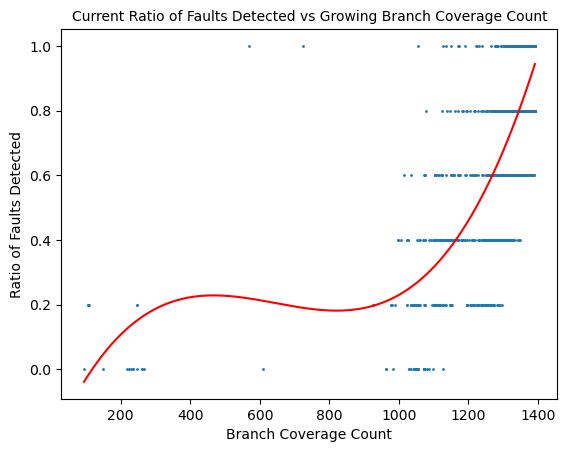 Current Ratio of Faults Detected vs Growing Branch Coverage Count
1.0
0.8
0.6
0.4
0.2
0.0
Ratio of Faults Detected
200 400 600 800 1000 1200 1400
Branch Coverage Count